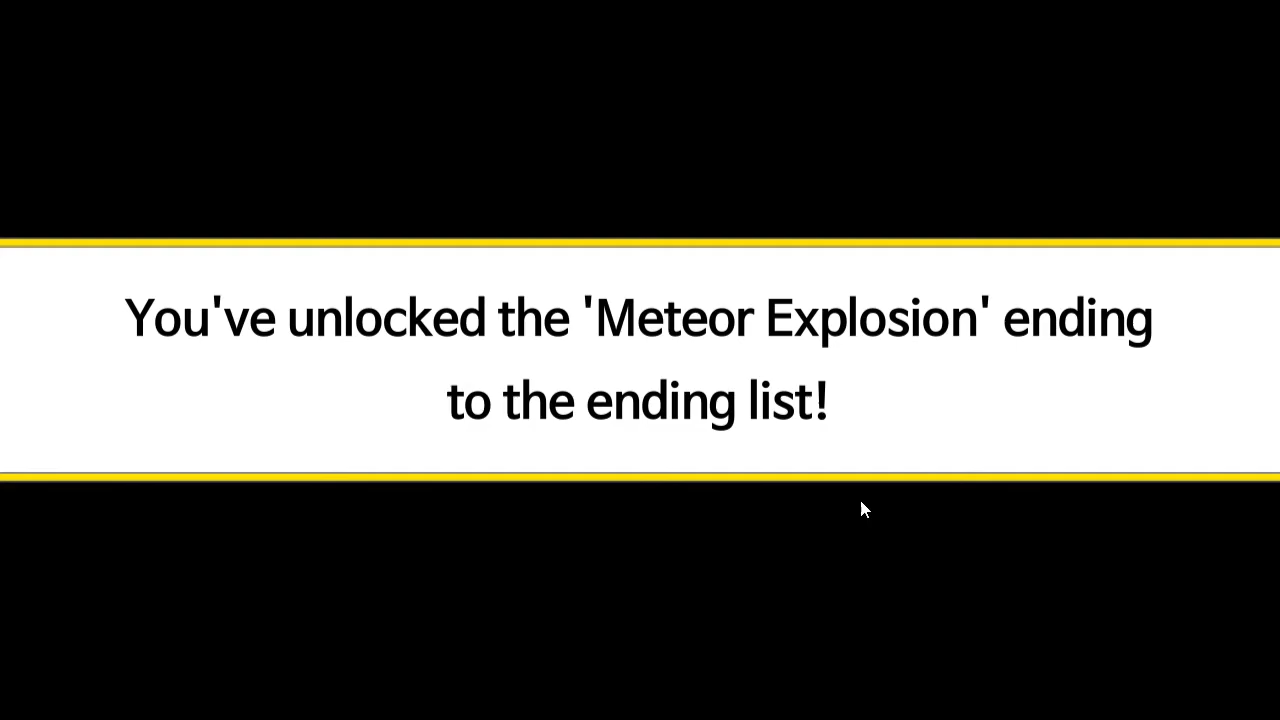 You've unlocked the 'Meteor Explosion' ending
to the ending list!